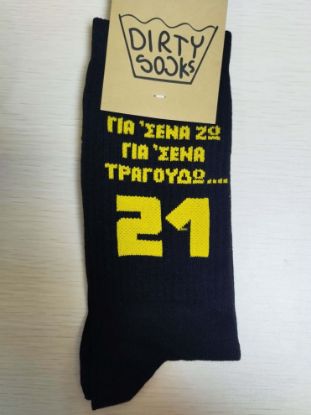 DIRTY
SOCKS
ΓΙΑ 'ΣΕΝΑ ΖΩ
ΓΙΑ 'ΣΕΝΑ
ΤΡΑΓΟΥΔΩ....
21